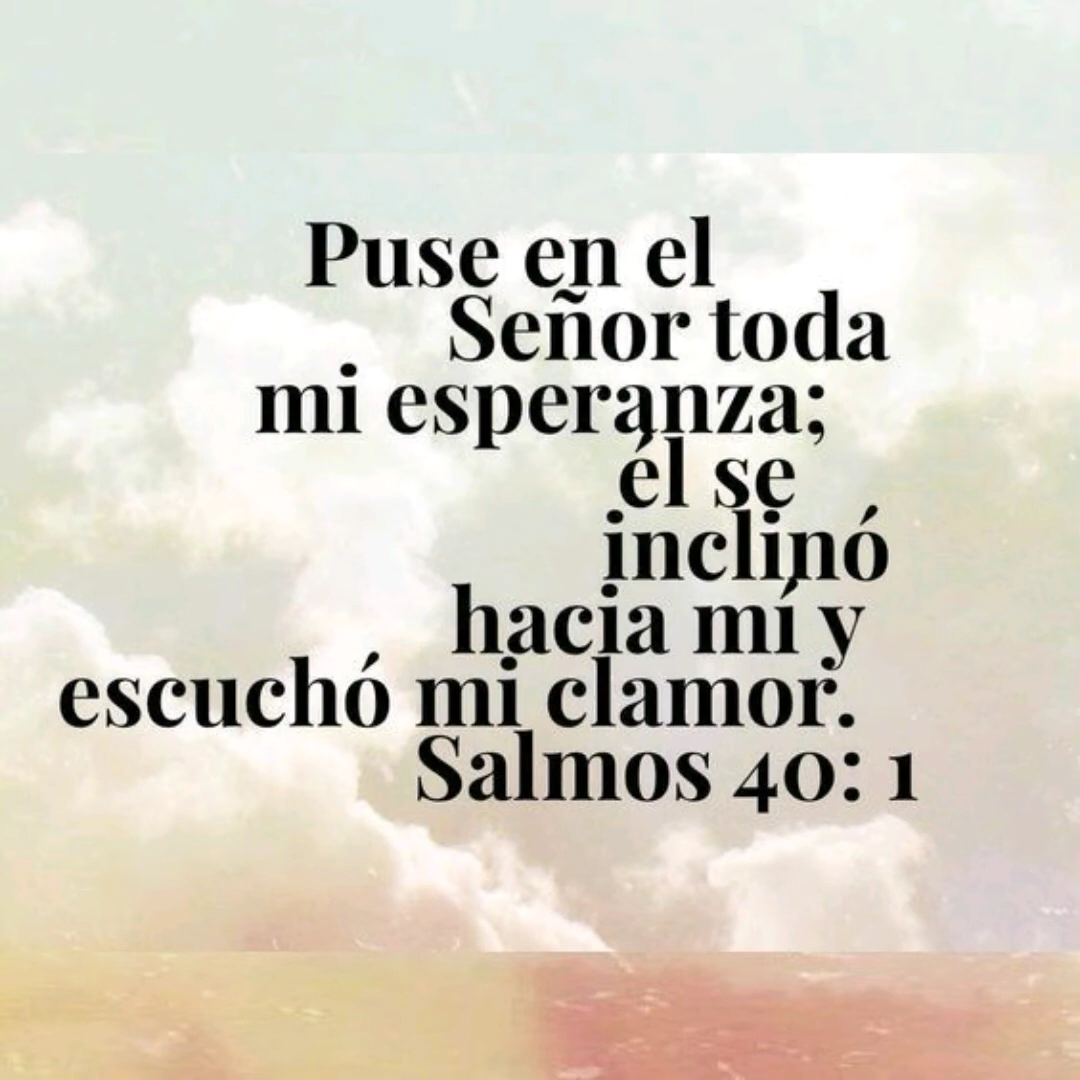 Puse en el
Señor toda
mi esperanza;
él se
inclinó
hacia mí y
escuchó mi clamor.
Salmos 40: 1